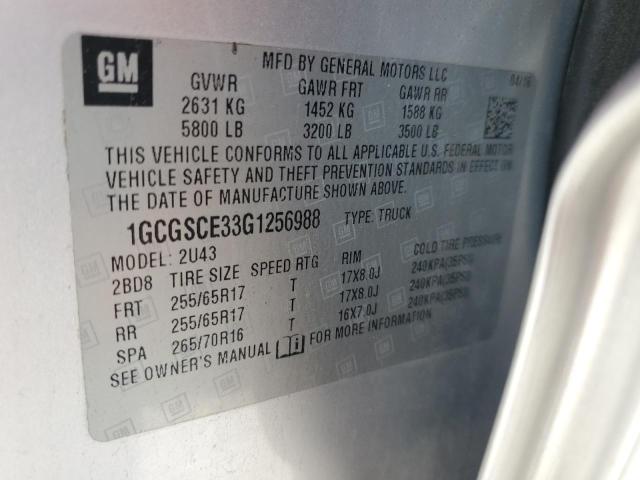 GM
MFD BY GENERAL MOTORS LLC 04/16
GVWR GAWR FRT GAWR RR
2631 KG 1452 KG 1588 KG
5800 LB 3200 LB 3500 LB
THIS VEHICLE CONFORMS TO ALL APPLICABLE U.S. FEDERAL MOTOR
VEHICLE SAFETY AND THEFT PREVENTION STANDARDS IN EFFECT ON
THE DATE OF MANUFACTURE SHOWN ABOVE.
1GCGSCE33G1256988 TYPE: TRUCK
MODEL: 2U43
2BD8 TIRE SIZE SPEED RTG RIM COLD TIRE PRESSURE
FRT 255/65R17 T 17X8.0J 240KPA(35PSI)
RR 255/65R17 T 17X8.0J 240KPA(35PSI)
SPA 265/70R16 T 16X7.0J 240KPA(35PSI)
SEE OWNER'S MANUAL FOR MORE INFORMATION